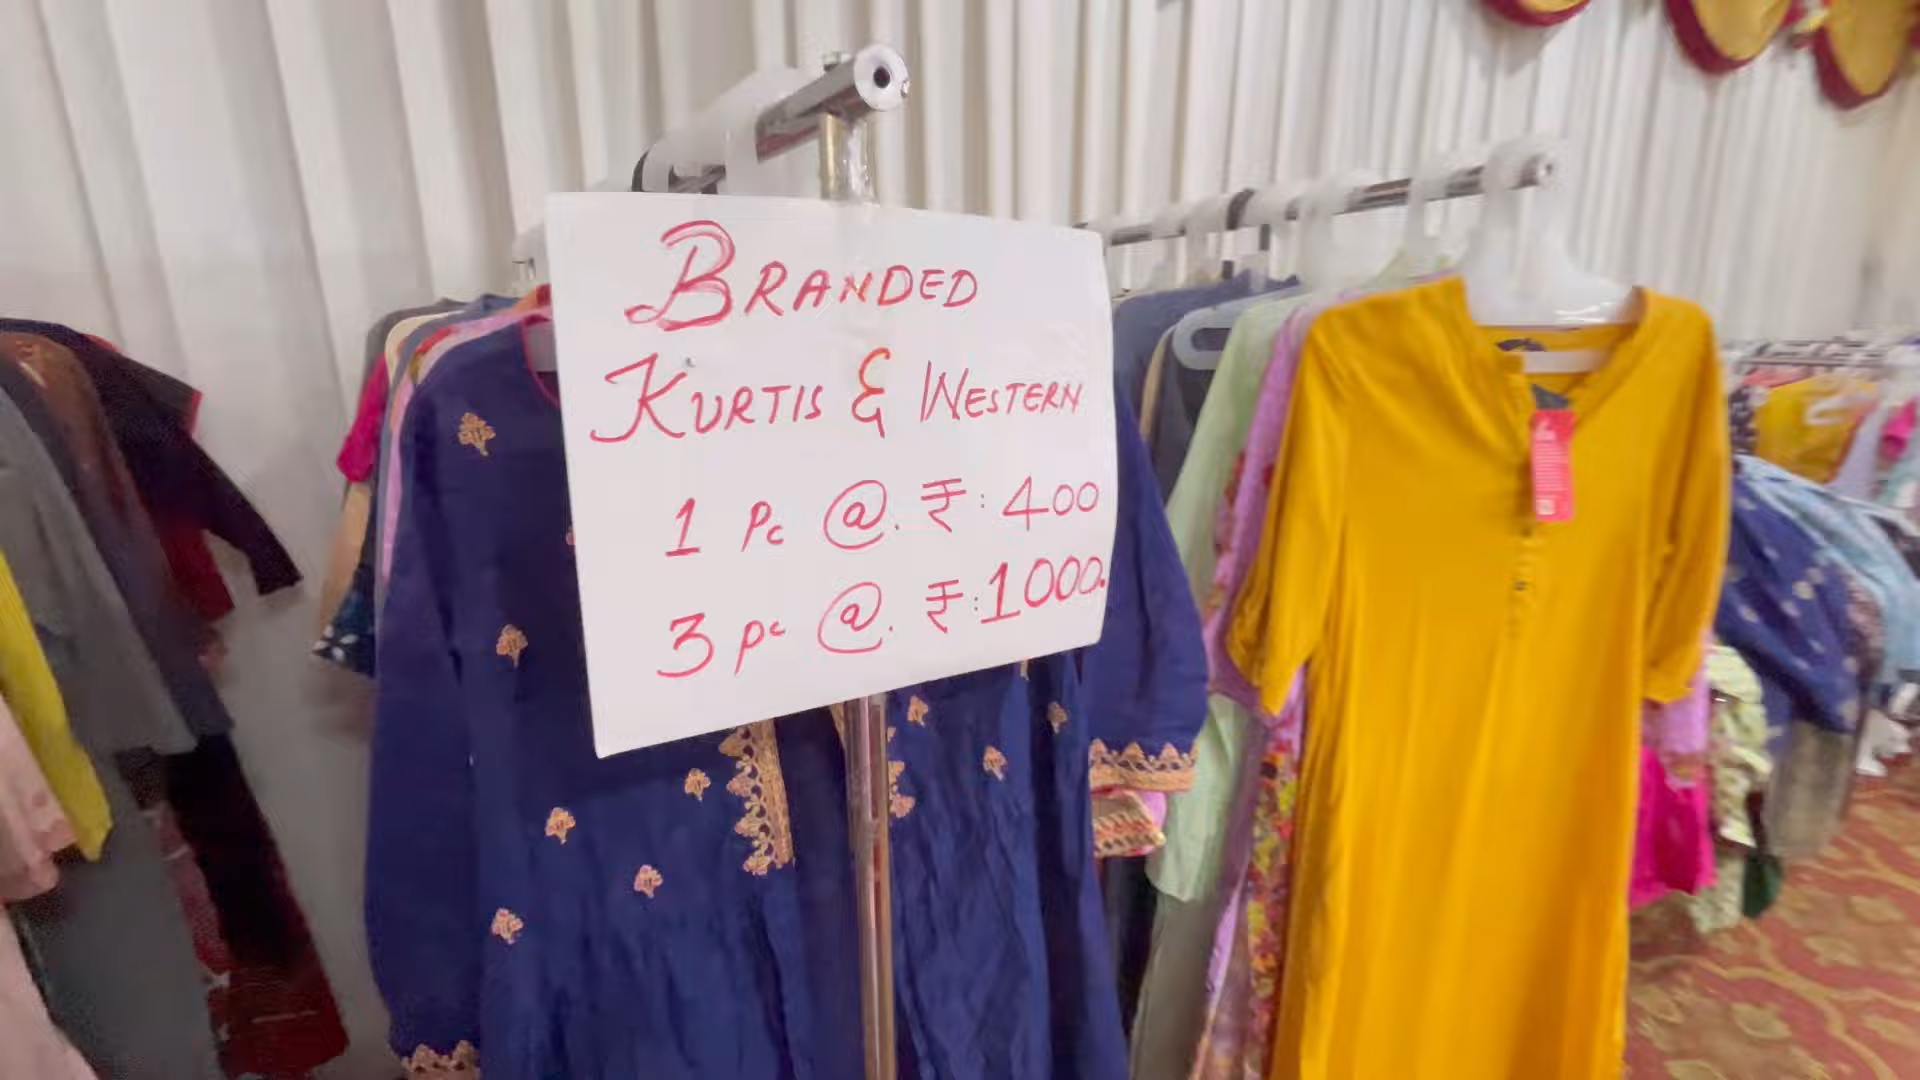 BRANDED
KURTIS & WESTERN
1 Pc @. ₹: 400
3 pc @. ₹:1000.